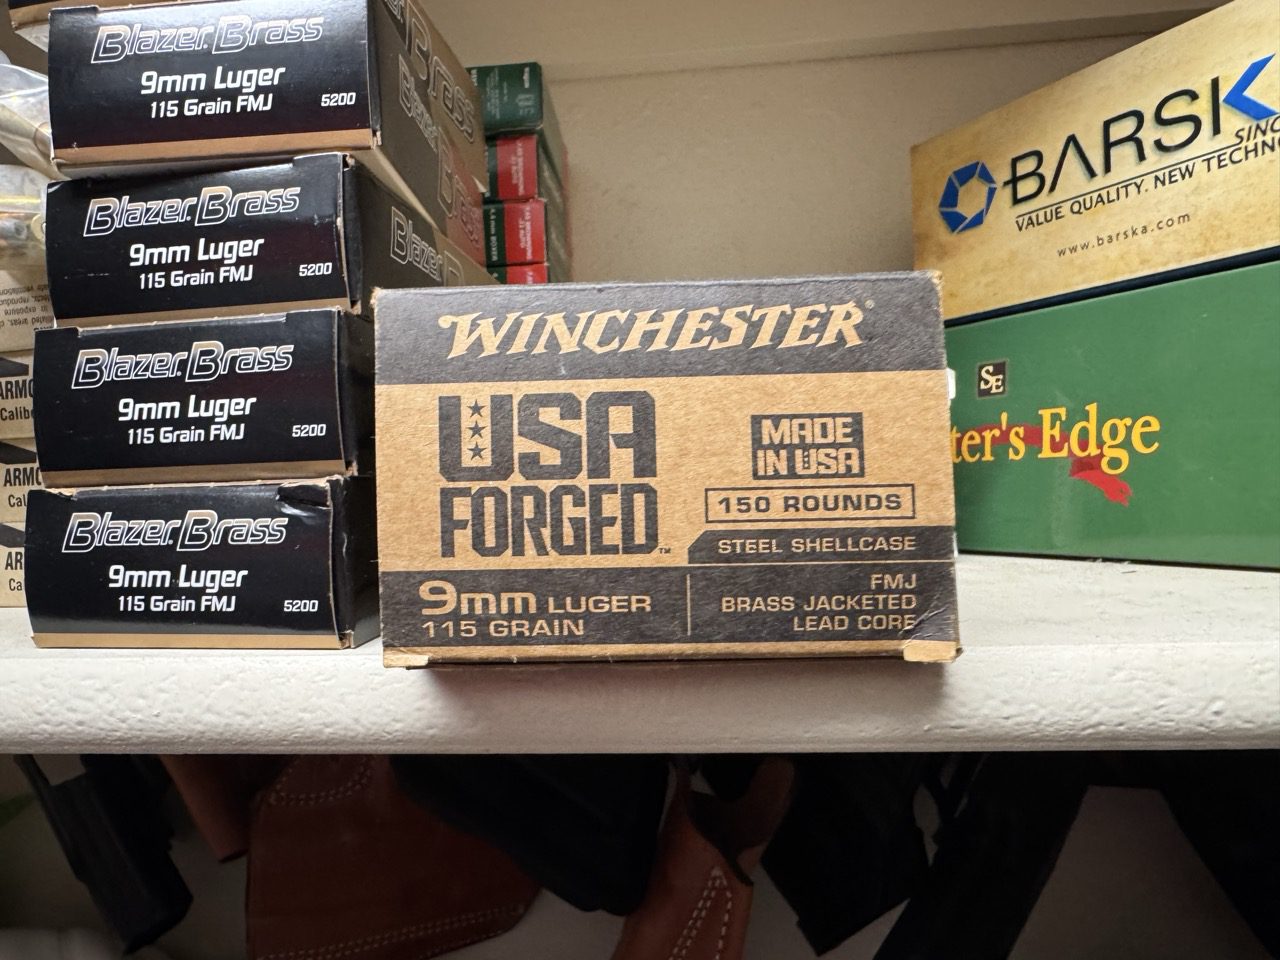 Blazer Brass
9mm Luger
115 Grain FMJ
5200
Blazer Brass
9mm Luger
115 Grain FMJ
5200
Blazer Brass
9mm Luger
115 Grain FMJ
5200
Blazer Brass
9mm Luger
115 Grain FMJ
5200
WINCHESTER®
USA
FORGED™
MADE
IN USA
150 ROUNDS
STEEL SHELLCASE
9mm LUGER
115 GRAIN
FMJ
BRASS JACKETED
LEAD CORE
BARSK
SINC
VALUE QUALITY. NEW TECHN
www.barska.com
SE
ter's Edge